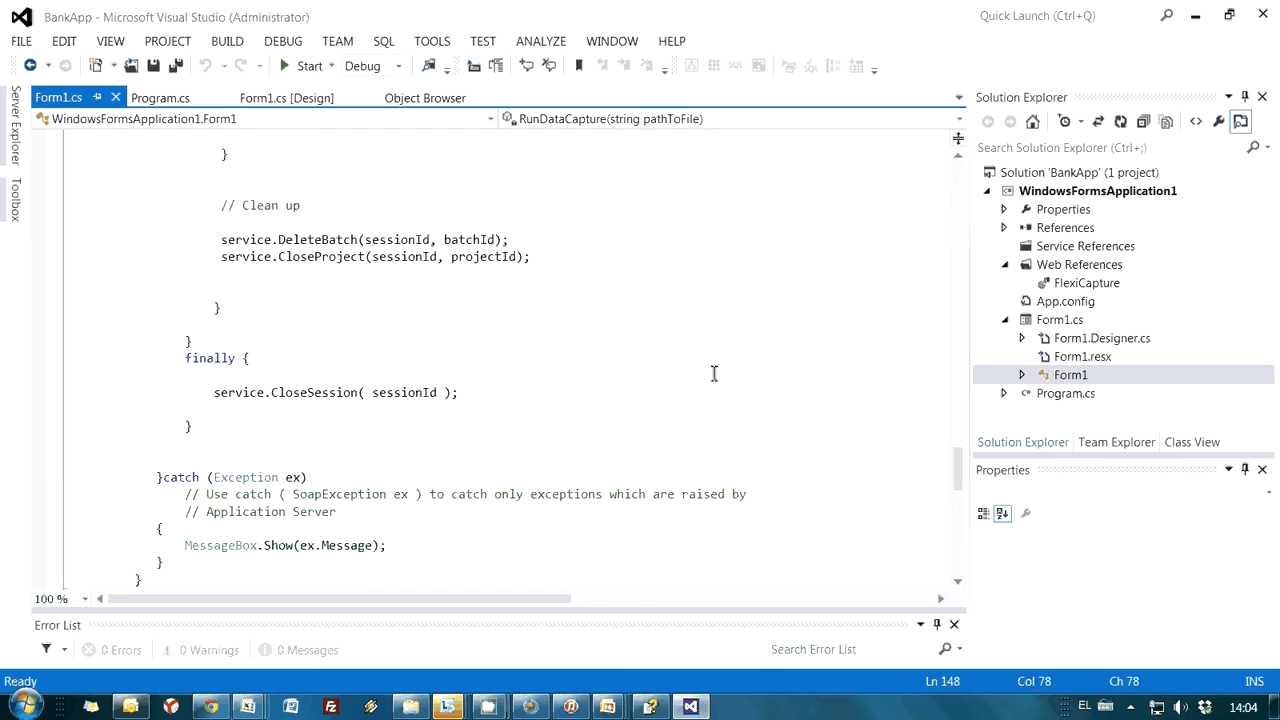 BankApp - Microsoft Visual Studio (Administrator)
Quick Launch (Ctrl+Q)
FILE EDIT VIEW PROJECT BUILD DEBUG TEAM SQL TOOLS TEST ANALYZE WINDOW HELP
Start Debug
Form1.cs Program.cs Form1.cs [Design] Object Browser
WindowsFormsApplication1.Form1 RunDataCapture(string pathToFile)
Server Explorer
Toolbox
}
// Clean up
service.DeleteBatch(sessionId, batchId);
service.CloseProject(sessionId, projectId);
}
}
finally {
service.CloseSession( sessionId );
}
}catch (Exception ex)
// Use catch ( SoapException ex ) to catch only exceptions which are raised by
// Application Server
{
MessageBox.Show(ex.Message);
}
}
100 %
Error List
0 Errors 0 Warnings 0 Messages
Search Error List
Solution Explorer
Search Solution Explorer (Ctrl+;)
Solution 'BankApp' (1 project)
WindowsFormsApplication1
Properties
References
Service References
Web References
FlexiCapture
App.config
Form1.cs
Form1.Designer.cs
Form1.resx
Form1
Program.cs
Solution Explorer Team Explorer Class View
Properties
Ready Ln 148 Col 78 Ch 78 INS
EL 14:04